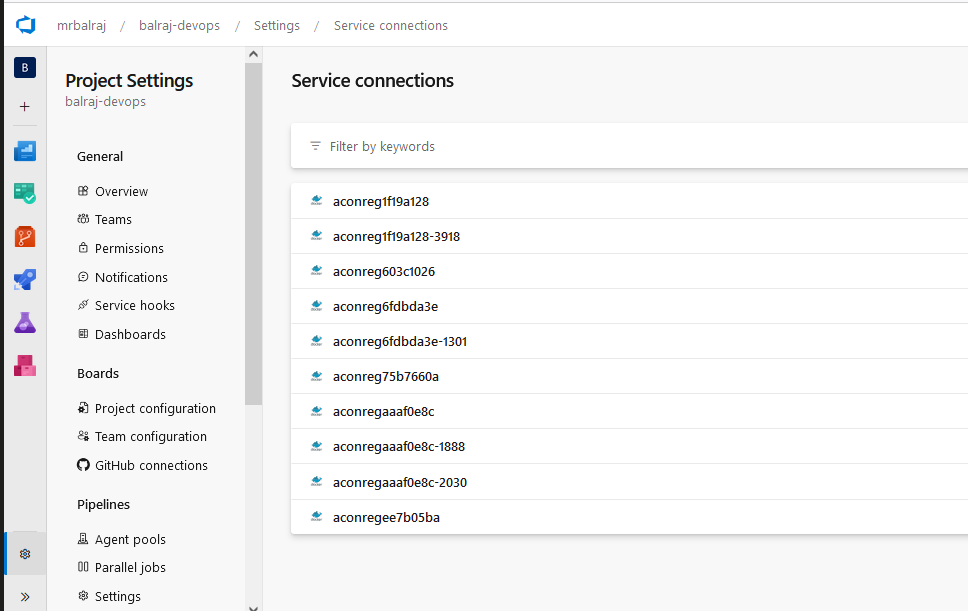 mrbalraj / balraj-devops / Settings / Service connections
B
Project Settings
balraj-devops
General
Overview
Teams
Permissions
Notifications
Service hooks
Dashboards
Boards
Project configuration
Team configuration
GitHub connections
Pipelines
Agent pools
Parallel jobs
Settings
Service connections
Filter by keywords
aconreg1f19a128
aconreg1f19a128-3918
aconreg603c1026
aconreg6fdbda3e
aconreg6fdbda3e-1301
aconreg75b7660a
aconregaaaf0e8c
aconregaaaf0e8c-1888
aconregaaaf0e8c-2030
aconregee7b05ba